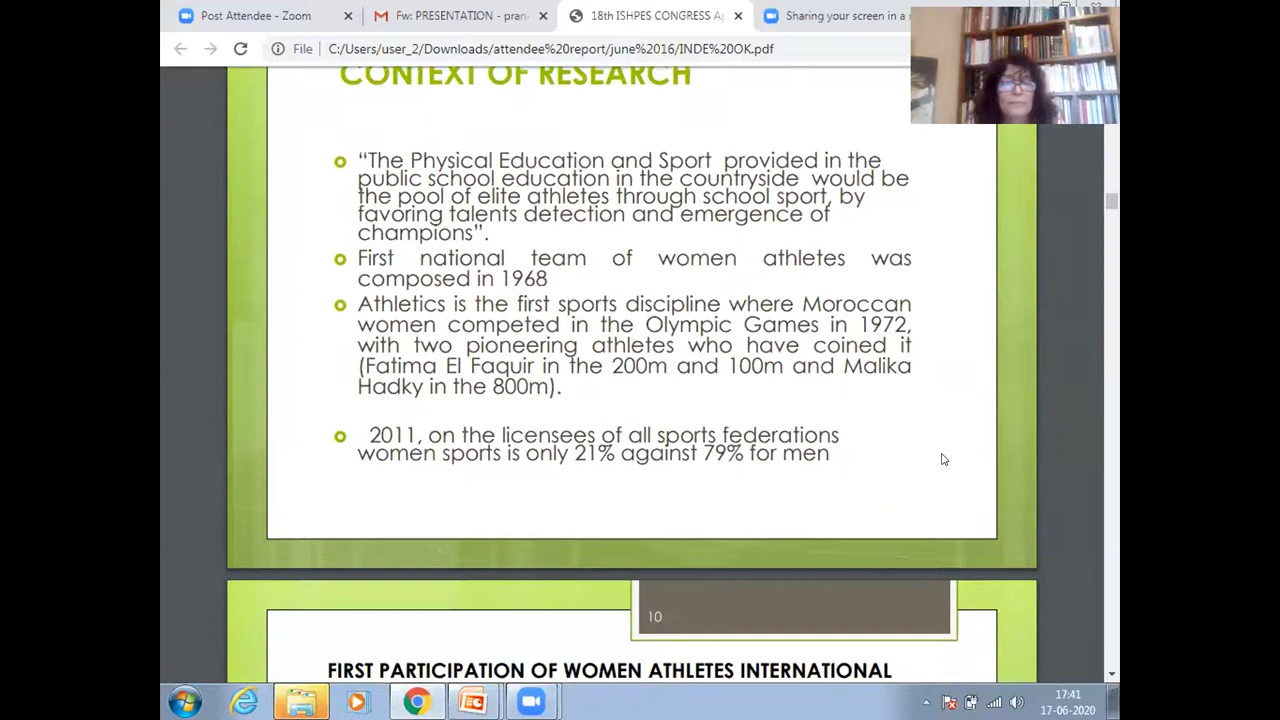 Post Attendee - Zoom
Fw: PRESENTATION - pran
18th ISHPES CONGRESS A
Sharing your screen in a
File
C:/Users/user_2/Downloads/attendee%20report/june%2016/INDE%20OK.pdf
CONTEXT OF RESEARCH
“The Physical Education and Sport provided in the
public school education in the countryside would be
the pool of elite athletes through school sport, by
favoring talents detection and emergence of
champions”.
First national team of women athletes was
composed in 1968
Athletics is the first sports discipline where Moroccan
women competed in the Olympic Games in 1972,
with two pioneering athletes who have coined it
(Fatima El Faquir in the 200m and 100m and Malika
Hadky in the 800m).
2011, on the licensees of all sports federations
women sports is only 21% against 79% for men
10
FIRST PARTICIPATION OF WOMEN ATHLETES INTERNATIONAL
17:41
17-06-2020